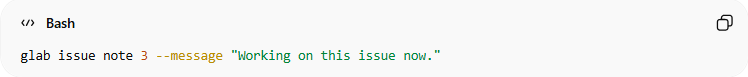 Bash
glab issue note 3 --message "Working on this issue now."